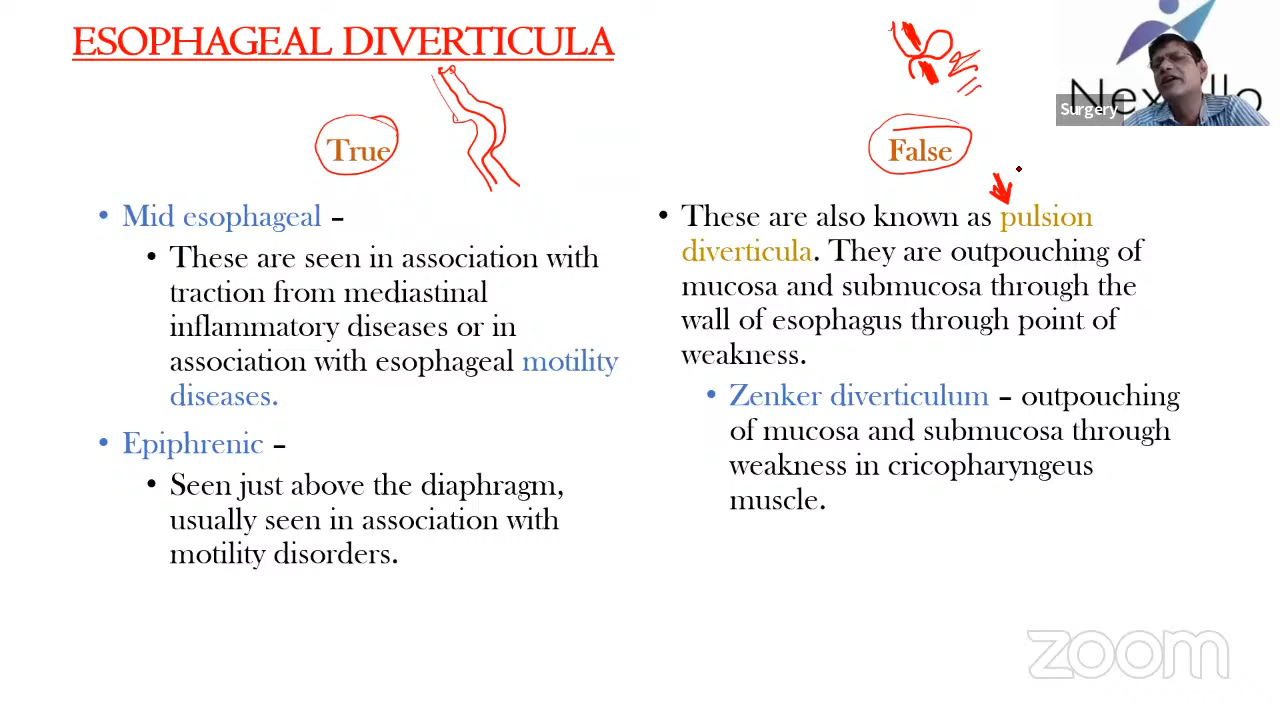 ESOPHAGEAL DIVERTICULA
Surgery
True
• Mid esophageal –
• These are seen in association with
traction from mediastinal
inflammatory diseases or in
association with esophageal motility
diseases.
• Epiphrenic –
• Seen just above the diaphragm,
usually seen in association with
motility disorders.
False
• These are also known as pulsion
diverticula. They are outpouching of
mucosa and submucosa through the
wall of esophagus through point of
weakness.
• Zenker diverticulum – outpouching
of mucosa and submucosa through
weakness in cricopharyngeus
muscle.
zoom